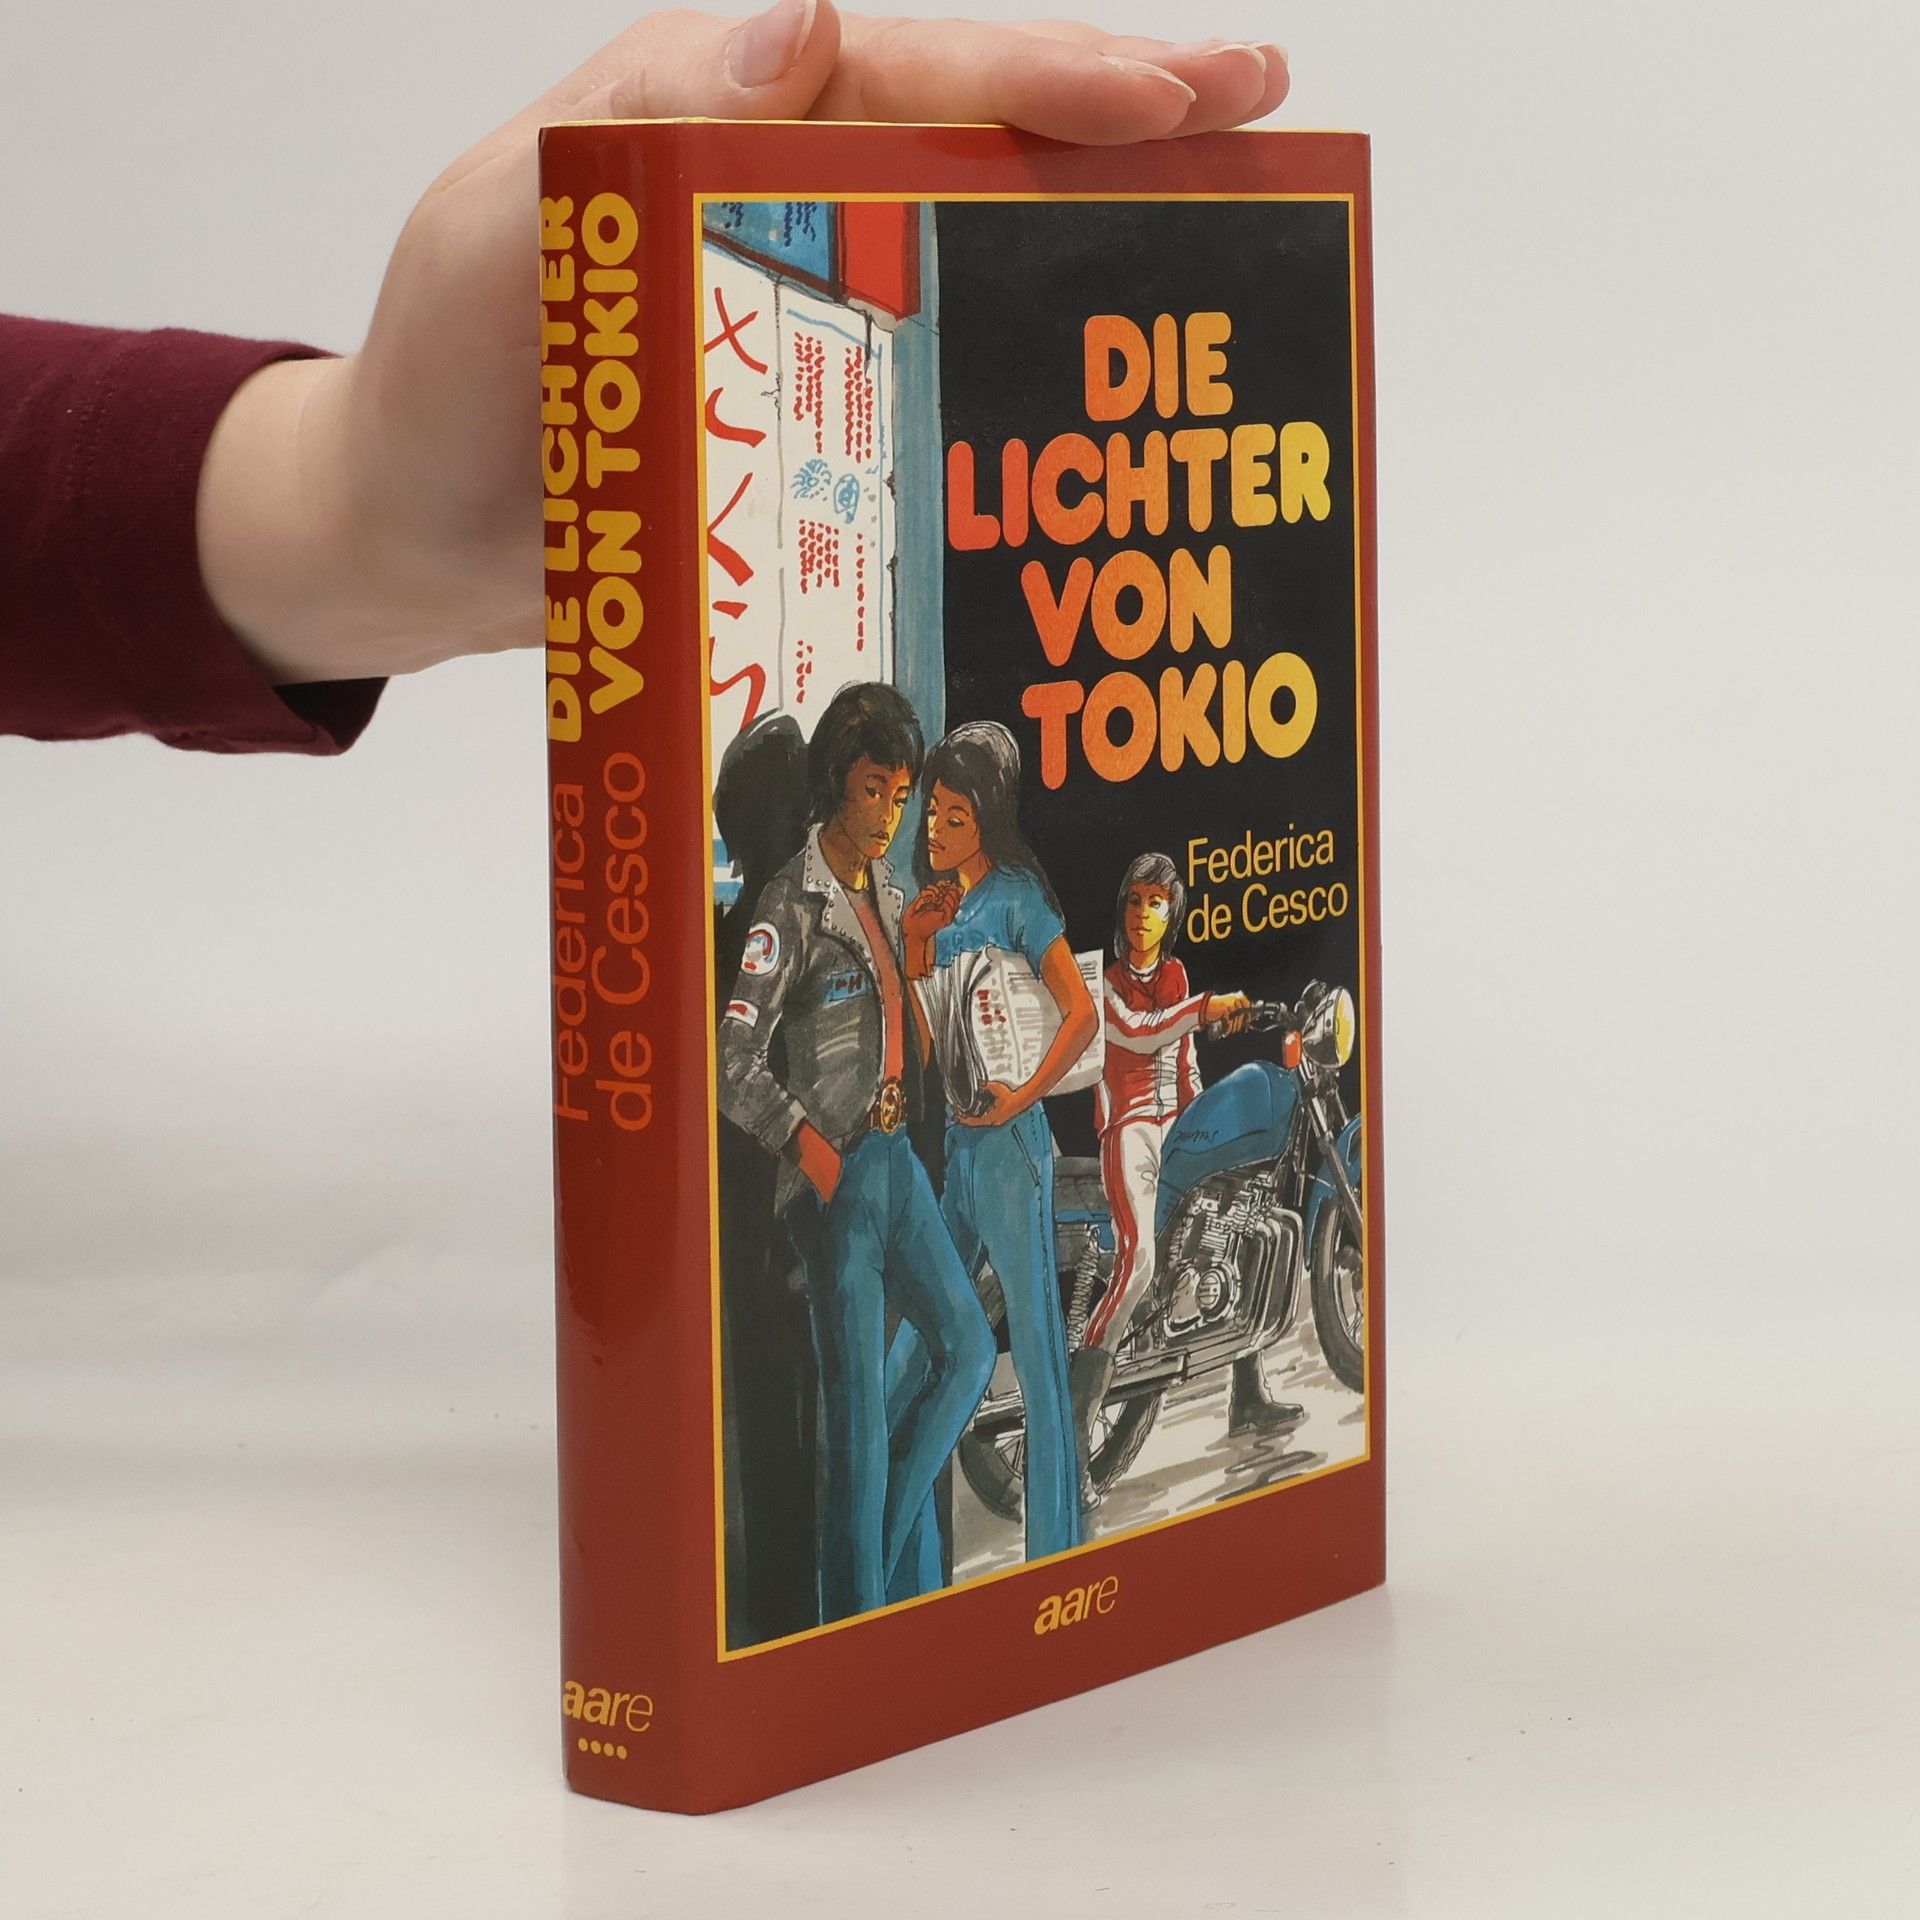 DIE LICHTER
VON TOKIO
Federica
de Cesco
aare
DIE
LICHTER
VON
TOKIO
Federica
de Cesco
aare